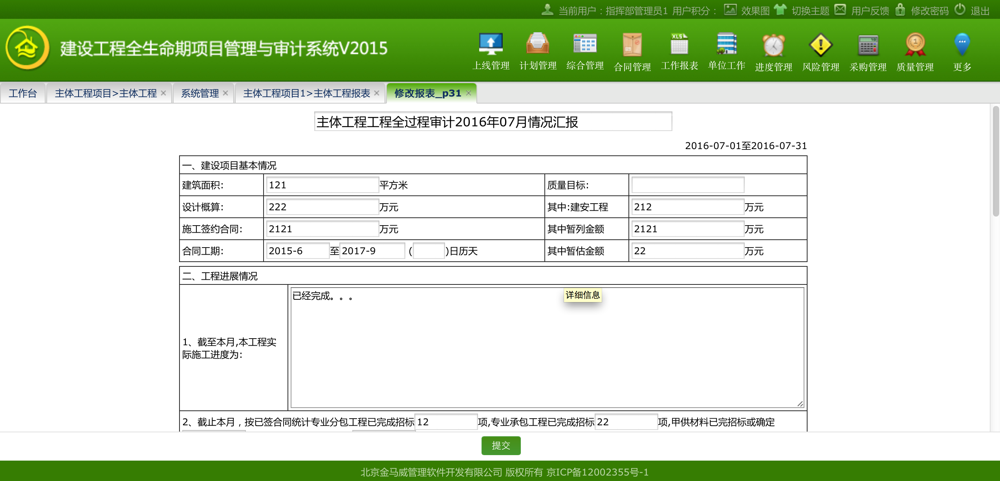 当前用户：指挥部管理员1 用户积分： 效果图 切换主题 用户反馈 修改密码 退出
建设工程全生命期项目管理与审计系统V2015
上线管理 计划管理 综合管理 合同管理 XLS 工作报表 单位工作 进度管理 风险管理 采购管理 质量管理 更多
工作台 主体工程项目>主体工程 系统管理 主体工程项目1>主体工程报表 修改报表_p31
主体工程工程全过程审计2016年07月情况汇报
2016-07-01至2016-07-31
一、建设项目基本情况
建筑面积: 121 平方米 质量目标:
设计概算: 222 万元 其中:建安工程 212 万元
施工签约合同: 2121 万元 其中暂列金额 2121 万元
合同工期: 2015-6 至 2017-9 ( )日历天 其中暂估金额 22 万元
二、工程进展情况
已经完成。。。
详细信息
1、截至本月,本工程实
际施工进度为:
2、截止本月，按已签合同统计专业分包工程已完成招标 12 项,专业承包工程已完成招标 22 项,甲供材料已完招标或确定
提交
北京金马威管理软件开发有限公司 版权所有 京ICP备12002355号-1